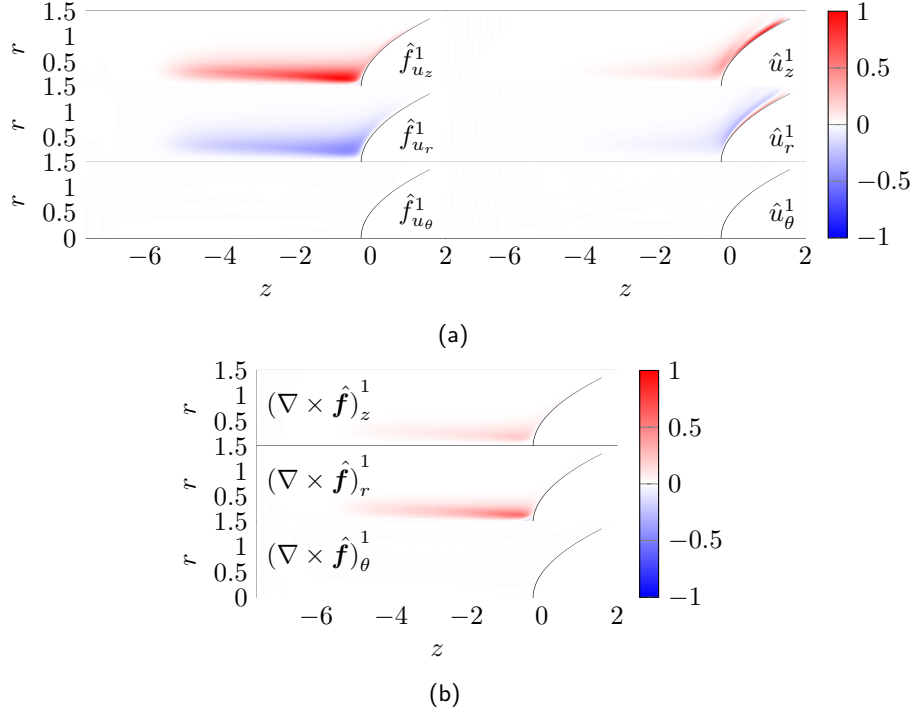 1.5
1
0.5
1.5
1
0.5
1.5
1
0.5
0
r
r
r
f̂¹_{u_z}
û¹_z
f̂¹_{u_r}
û¹_r
f̂¹_{u_θ}
û¹_θ
1
0.5
0
−0.5
−1
−6 −4 −2 0 2 −6 −4 −2 0 2
z z
(a)
1.5
1
0.5
1.5
1
0.5
1.5
1
0.5
0
r
r
r
(∇ × f̂)¹_z
(∇ × f̂)¹_r
(∇ × f̂)¹_θ
1
0.5
0
−0.5
−1
−6 −4 −2 0 2
z
(b)